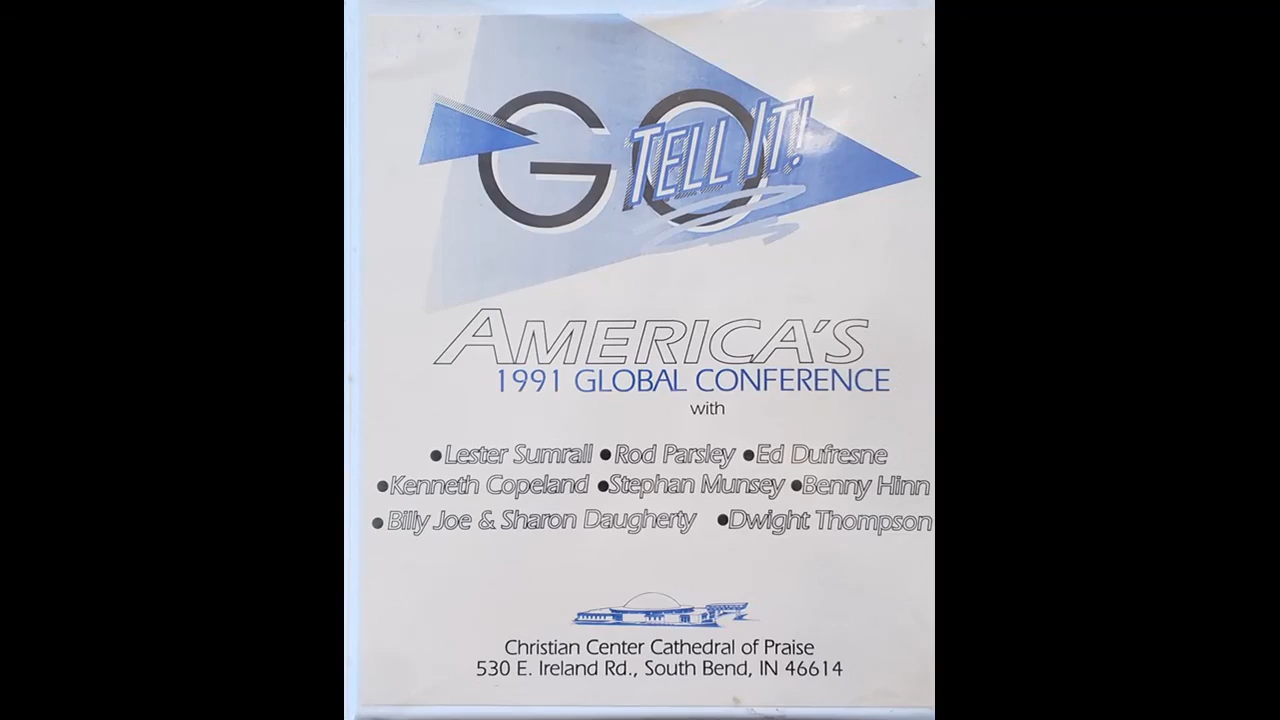 GO TELL IT!
AMERICA'S
1991 GLOBAL CONFERENCE
with
•Lester Sumrall •Rod Parsley •Ed Dufresne
•Kenneth Copeland •Stephan Munsey •Benny Hinn
•Billy Joe & Sharon Daugherty •Dwight Thompson
Christian Center Cathedral of Praise
530 E. Ireland Rd., South Bend, IN 46614